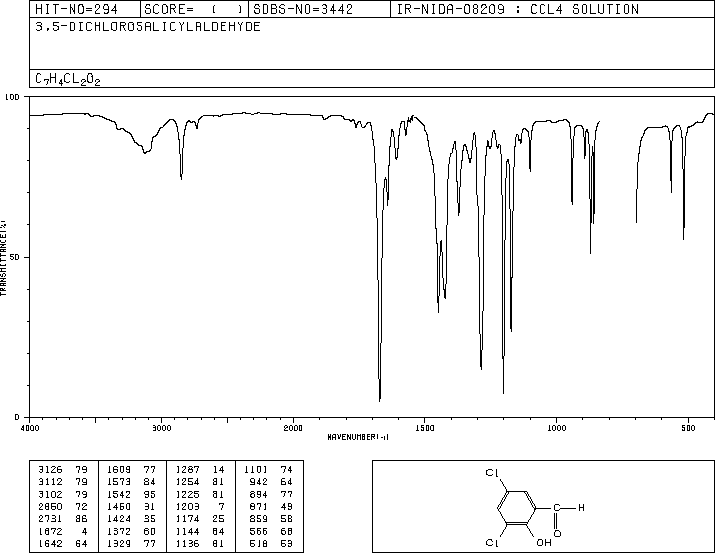 HIT-NO=294 SCORE= ( ) SDBS-NO=3442 IR-NIDA-08209 : CCL4 SOLUTION
3,5-DICHLOROSALICYLALDEHYDE
C7H4CL2O2
100
50
0
TRANSMITTANCE(%)
4000 3000 2000 1500 1000 500
WAVENUMBER(-1)
3126 79 1609 77 1287 14 1101 74
3112 79 1573 84 1254 81 942 64
3102 79 1542 95 1225 81 894 77
2860 72 1450 31 1203 7 871 49
2731 86 1424 35 1174 25 859 58
1672 4 1372 60 1144 84 566 68
1642 64 1329 77 1136 81 518 53
Cl
C H
O
Cl OH